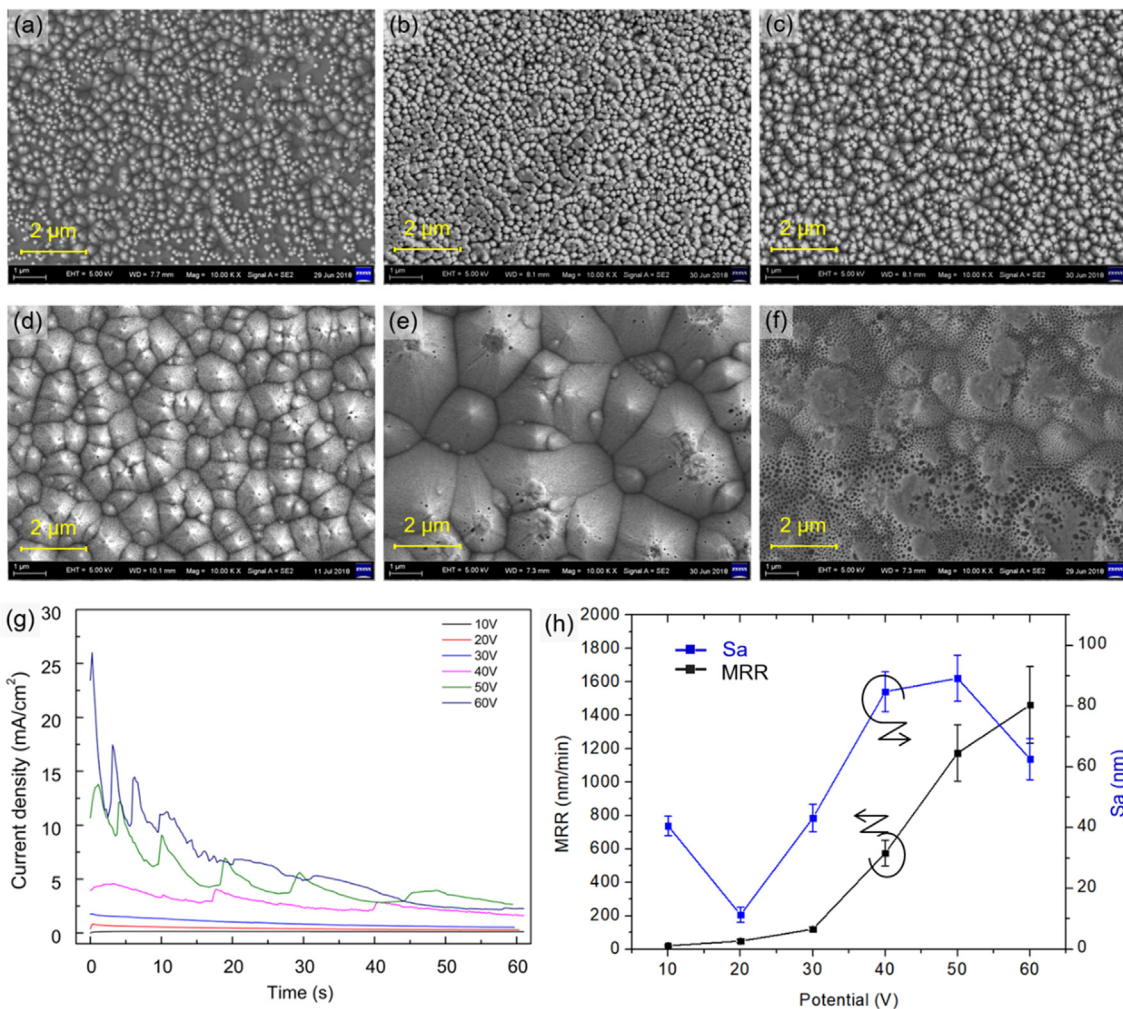 (a)
2 µm
1 µm EHT = 5.00 kV WD = 7.7 mm Mag = 10.00 K X Signal A = SE2 29 Jun 2018
(b)
2 µm
1 µm EHT = 5.00 kV WD = 8.1 mm Mag = 10.00 K X Signal A = SE2 30 Jun 2018
(c)
2 µm
1 µm EHT = 5.00 kV WD = 8.1 mm Mag = 10.00 K X Signal A = SE2 30 Jun 2018
(d)
2 µm
1 µm EHT = 5.00 kV WD = 10.1 mm Mag = 10.00 K X Signal A = SE2 11 Jul 2018
(e)
2 µm
1 µm EHT = 5.00 kV WD = 7.3 mm Mag = 10.00 K X Signal A = SE2 30 Jun 2018
(f)
2 µm
1 µm EHT = 5.00 kV WD = 7.3 mm Mag = 10.00 K X Signal A = SE2 29 Jun 2018
(g)
Current density (mA/cm²)
30
25
20
15
10
5
0
10V
20V
30V
40V
50V
60V
0 10 20 30 40 50 60
Time (s)
(h)
MRR (nm/min)
2000
1800
1600
1400
1200
1000
800
600
400
200
0
Sa
MRR
100
80
60
40
20
0
Sa (nm)
10 20 30 40 50 60
Potential (V)